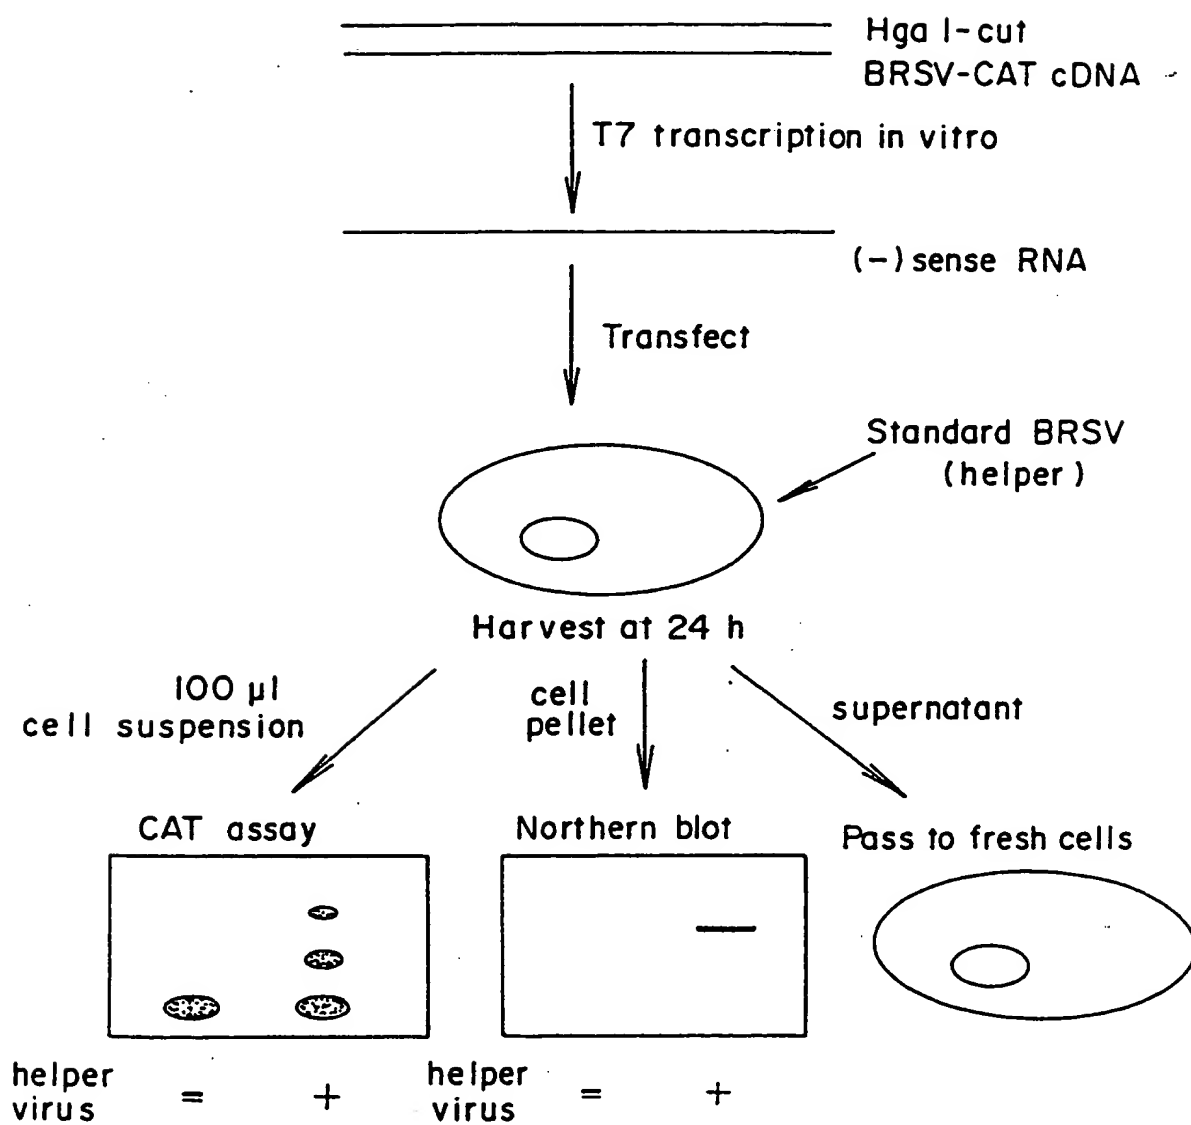 Hga I-cut
BRSV-CAT cDNA
T7 transcription in vitro
(-) sense RNA
Transfect
Standard BRSV
(helper)
Harvest at 24 h
100 µl
cell suspension
cell
pellet
supernatant
CAT assay
Northern blot
Pass to fresh cells
helper
virus = +
helper
virus = +